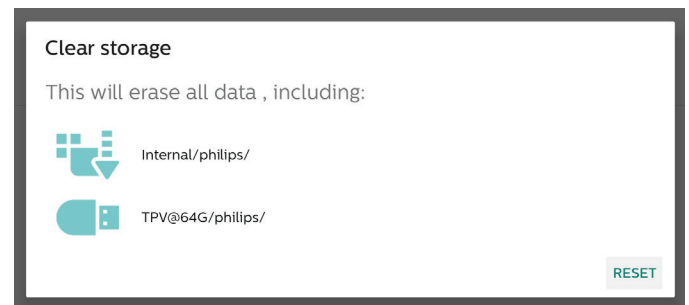 Clear storage
This will erase all data , including:
Internal/philips/
TPV@64G/philips/
RESET